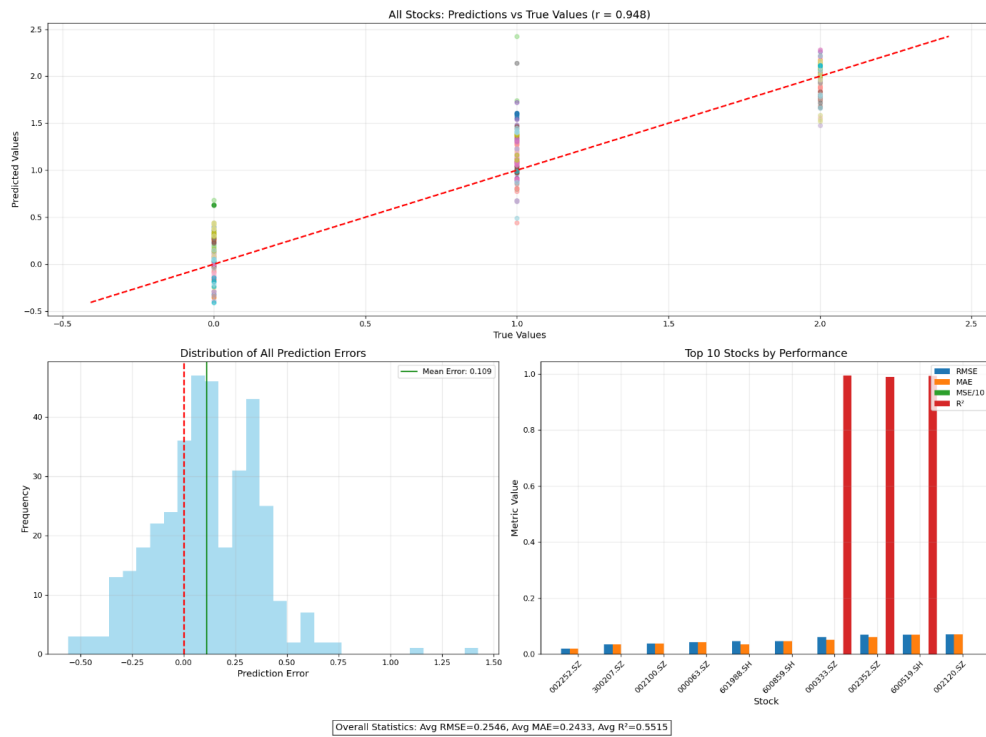 All Stocks: Predictions vs True Values (r = 0.948)
2.5
2.0
1.5
1.0
0.5
0.0
−0.5
Predicted Values
−0.5
0.0
0.5
1.0
1.5
2.0
2.5
True Values
Distribution of All Prediction Errors
Mean Error: 0.109
40
30
20
10
0
Frequency
−0.50
−0.25
0.00
0.25
0.50
0.75
1.00
1.25
1.50
Prediction Error
Top 10 Stocks by Performance
RMSE
MAE
MSE/10
R²
1.0
0.8
0.6
0.4
0.2
0.0
Metric Value
002252.SZ
300207.SZ
002100.SZ
000063.SZ
601988.SH
600859.SH
000333.SZ
002352.SZ
600519.SH
002120.SZ
Stock
Overall Statistics: Avg RMSE=0.2546, Avg MAE=0.2433, Avg R²=0.5515